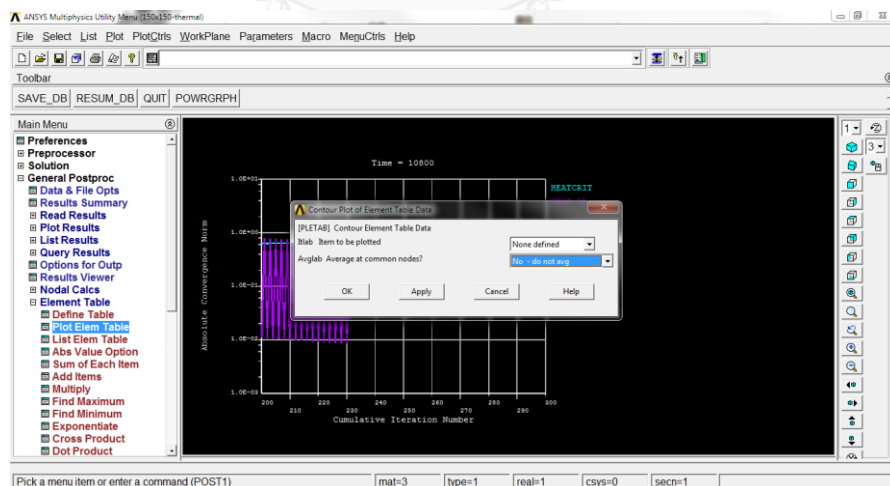 ANSYS Multiphysics Utility Menu (150x150-thermal)
File Select List Plot PlotCtrls WorkPlane Parameters Macro MenuCtrls Help
Toolbar
SAVE_DB RESUM_DB QUIT POWRGRPH
Main Menu
Preferences
Preprocessor
Solution
General Postproc
Data & File Opts
Results Summary
Read Results
Plot Results
List Results
Query Results
Options for Outp
Results Viewer
Nodal Calcs
Element Table
Define Table
Plot Elem Table
List Elem Table
Abs Value Option
Sum of Each Item
Add Items
Multiply
Find Maximum
Find Minimum
Exponentiate
Cross Product
Dot Product
Time = 10800
HEATCRIT
1.0E+01
1.0E+00
1.0E-01
1.0E-02
1.0E-03
Absolute Convergence Norm
200 220 240 260 280 300
210 230 250 270 290
Cumulative Iteration Number
Contour Plot of Element Table Data
[PLETAB] Contour Element Table Data
Itlab Item to be plotted None defined
Avglab Average at common nodes? No - do not avg
OK Apply Cancel Help
1
3
Pick a menu item or enter a command (POST1) mat=3 type=1 real=1 csys=0 secn=1